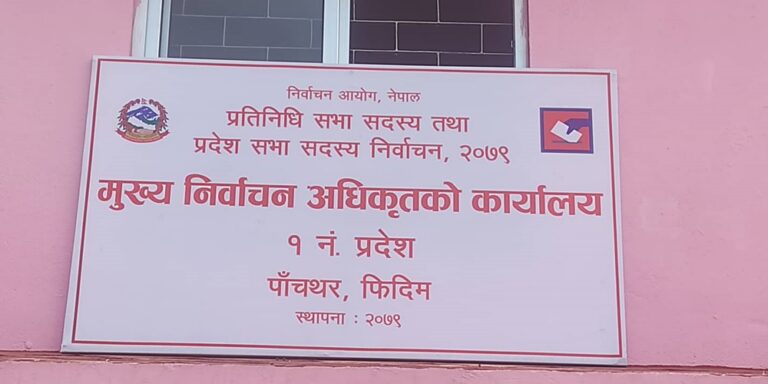 निर्वाचन आयोग, नेपाल
प्रतिनिधि सभा सदस्य तथा
प्रदेश सभा सदस्य निर्वाचन, २०७९
मुख्य निर्वाचन अधिकृतको कार्यालय
१ नं. प्रदेश
पाँचथर, फिदिम
स्थापना : २०७९